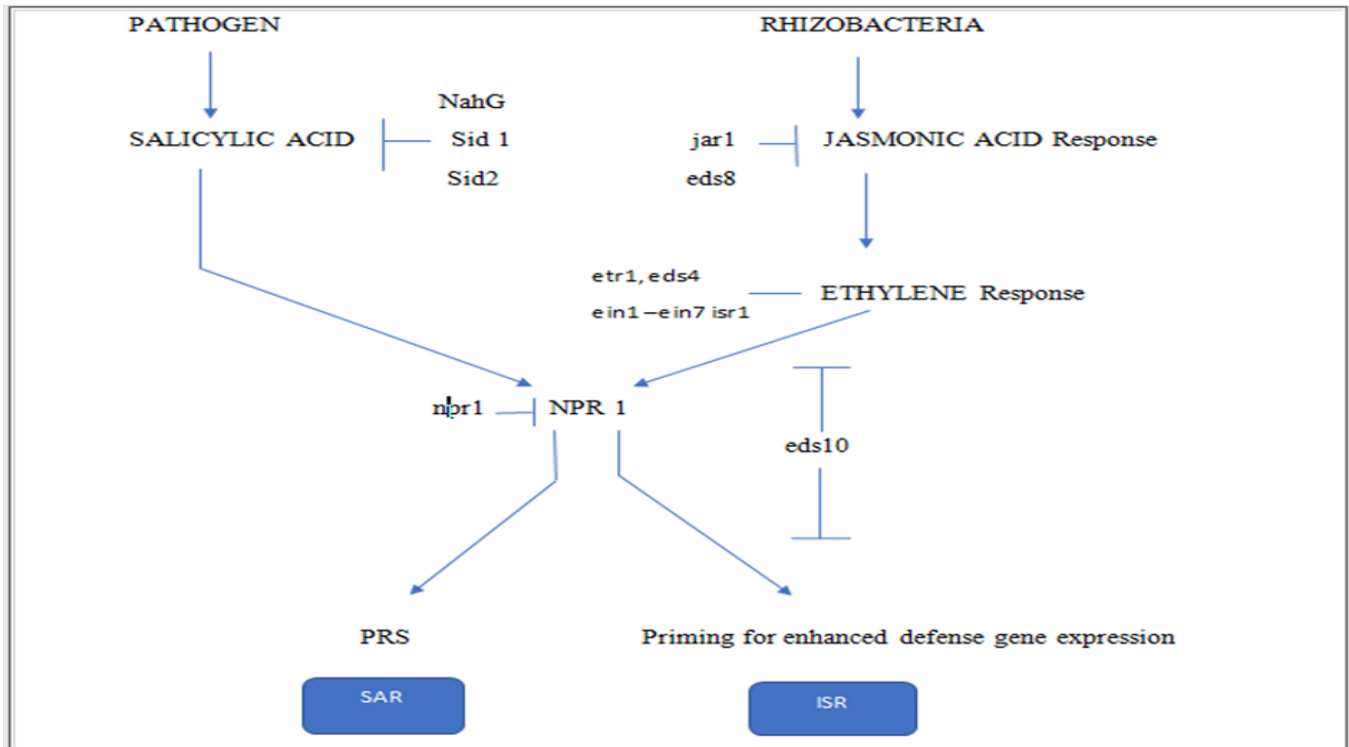 PATHOGEN
RHIZOBACTERIA
NahG
SALICYLIC ACID
Sid 1
jar1
JASMONIC ACID Response
Sid2
eds8
etr1, eds4
ETHYLENE Response
ein1–ein7 isr1
npr1
NPR 1
eds10
PRS
Priming for enhanced defense gene expression
SAR
ISR